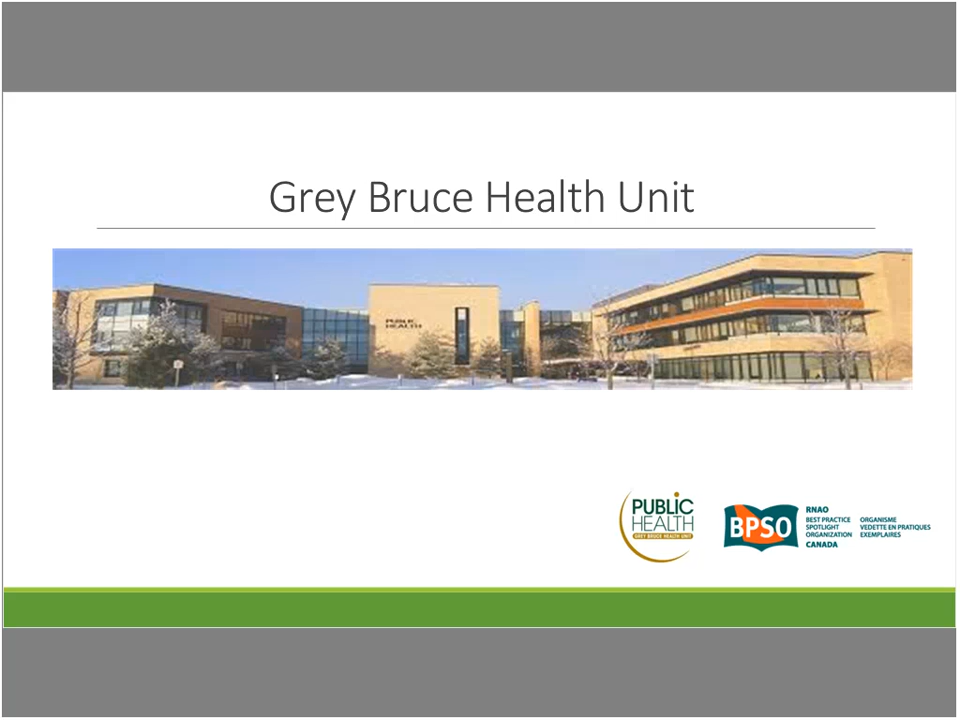 Grey Bruce Health Unit
PUBLIC
HEALTH
PUBLIC
HEALTH
GREY BRUCE HEALTH UNIT
BPSO
RNAO
BEST PRACTICE
SPOTLIGHT
ORGANIZATION
CANADA
ORGANISME
VEDETTE EN PRATIQUES
EXEMPLAIRES